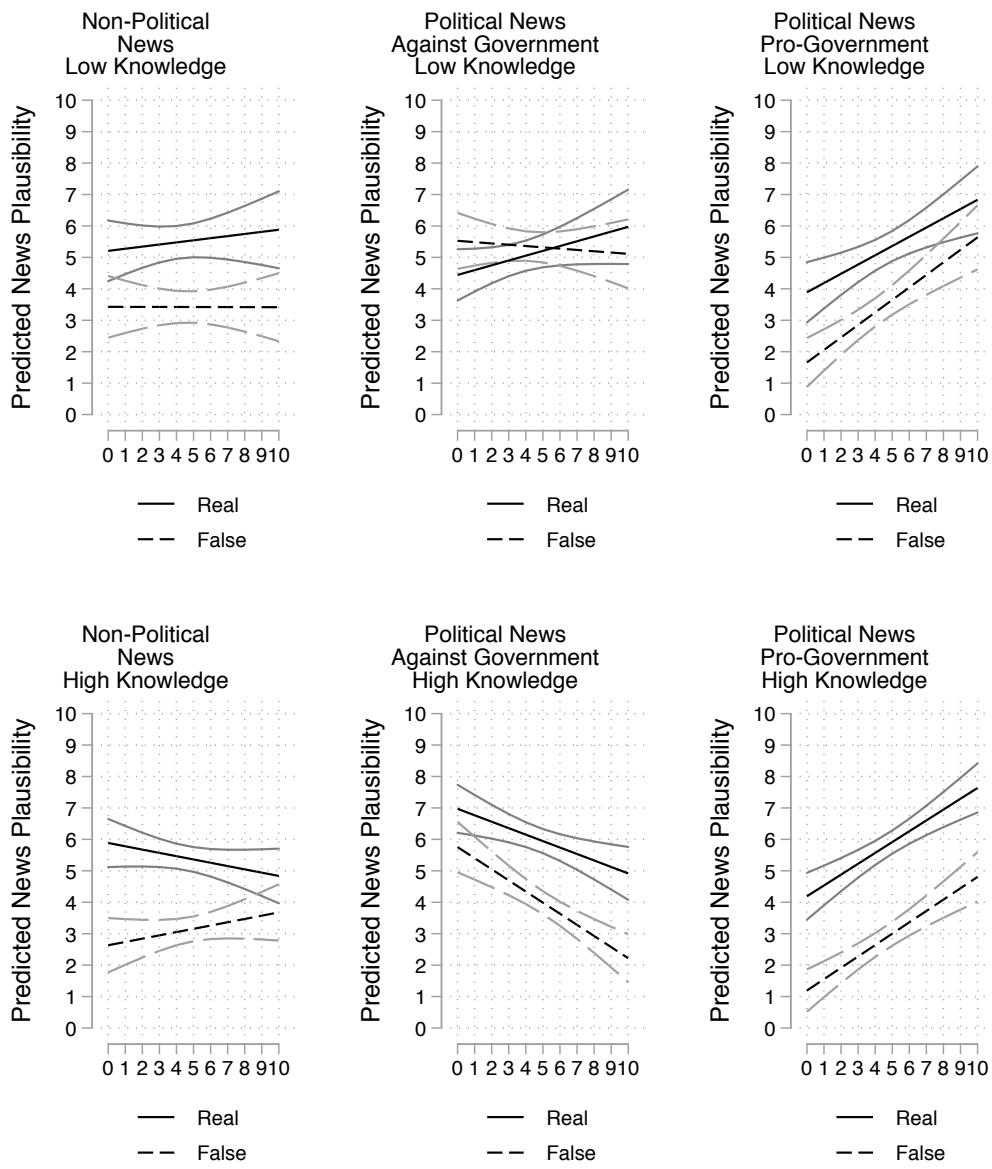 Non-Political
News
Low Knowledge
Predicted News Plausibility
10
9
8
7
6
5
4
3
2
1
0
0 1 2 3 4 5 6 7 8 9 10
Real
False
Political News
Against Government
Low Knowledge
Predicted News Plausibility
10
9
8
7
6
5
4
3
2
1
0
0 1 2 3 4 5 6 7 8 9 10
Real
False
Political News
Pro-Government
Low Knowledge
Predicted News Plausibility
10
9
8
7
6
5
4
3
2
1
0
0 1 2 3 4 5 6 7 8 9 10
Real
False
Non-Political
News
High Knowledge
Predicted News Plausibility
10
9
8
7
6
5
4
3
2
1
0
0 1 2 3 4 5 6 7 8 9 10
Real
False
Political News
Against Government
High Knowledge
Predicted News Plausibility
10
9
8
7
6
5
4
3
2
1
0
0 1 2 3 4 5 6 7 8 9 10
Real
False
Political News
Pro-Government
High Knowledge
Predicted News Plausibility
10
9
8
7
6
5
4
3
2
1
0
0 1 2 3 4 5 6 7 8 9 10
Real
False